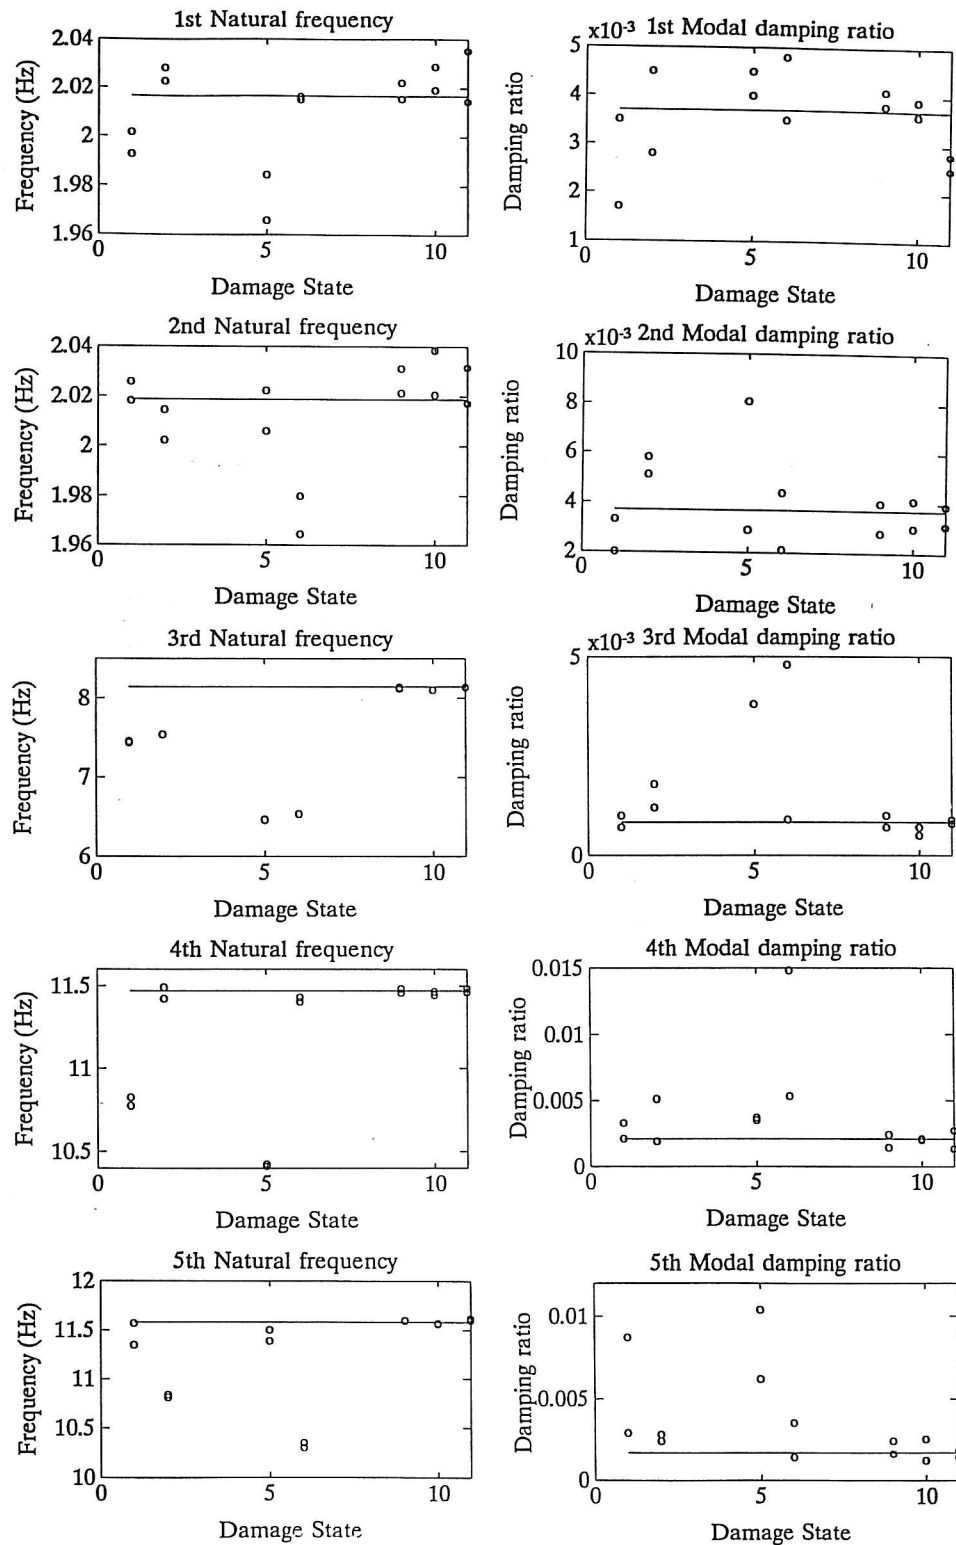 1st Natural frequency
2.04
2.02
2
1.98
1.96
0 5 10
Frequency (Hz)
Damage State
x10-3 1st Modal damping ratio
5
4
3
2
1
0 5 10
Damping ratio
Damage State
2nd Natural frequency
2.04
2.02
2
1.98
1.96
0 5 10
Frequency (Hz)
Damage State
x10-3 2nd Modal damping ratio
10
8
6
4
2
0 5 10
Damping ratio
Damage State
3rd Natural frequency
8
7
6
0 5 10
Frequency (Hz)
Damage State
x10-3 3rd Modal damping ratio
5
0
0 5 10
Damping ratio
Damage State
4th Natural frequency
11.5
11
10.5
0 5 10
Frequency (Hz)
Damage State
4th Modal damping ratio
0.015
0.01
0.005
0
0 5 10
Damping ratio
Damage State
5th Natural frequency
12
11.5
11
10.5
10
0 5 10
Frequency (Hz)
Damage State
5th Modal damping ratio
0.01
0.005
0
0 5 10
Damping ratio
Damage State